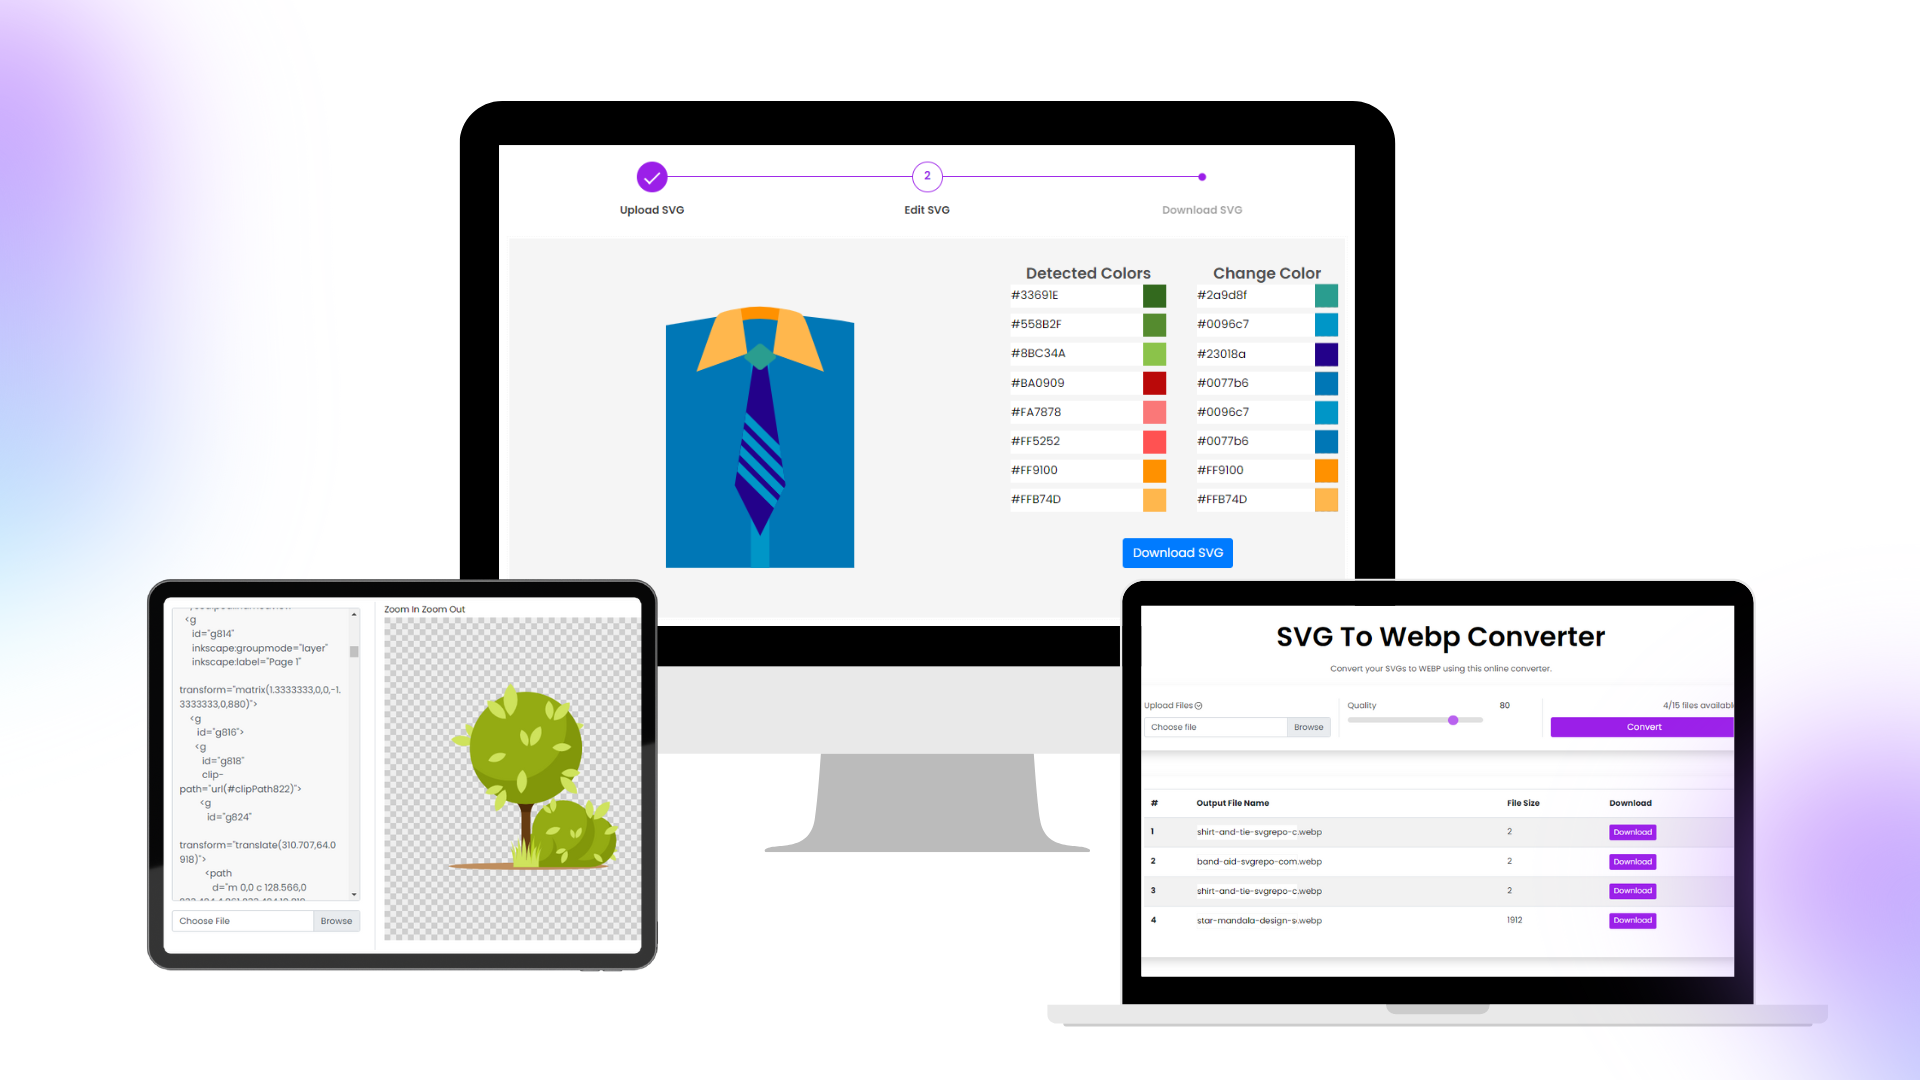 2
Upload SVG
Edit SVG
Download SVG
Detected Colors
Change Color
#33691E
#2a9d8f
#558B2F
#0096c7
#8BC34A
#23018a
#BA0909
#0077b6
#FA7878
#0096c7
#FF5252
#0077b6
#FF9100
#FF9100
#FFB74D
#FFB74D
Download SVG
<g
id="g814"
inkscape:groupmode="layer"
inkscape:label="Page 1"
transform="matrix(1.3333333,0,0,-1.
3333333,0,880)">
<g
id="g816">
<g
id="g818"
clip-
path="url(#clipPath822)">
<g
id="g824"
transform="translate(310.707,64.0
918)">
<path
d="m 0,0 c 128.566,0
Choose File
Browse
Zoom In Zoom Out
SVG To Webp Converter
Convert your SVGs to WEBP using this online converter.
Upload Files
Choose file
Browse
Quality
80
4/15 files available
Convert
# Output File Name File Size Download
1 shirt-and-tie-svgrepo-c.webp 2 Download
2 band-aid-svgrepo-com.webp 2 Download
3 shirt-and-tie-svgrepo-c.webp 2 Download
4 star-mandala-design-s.webp 1912 Download